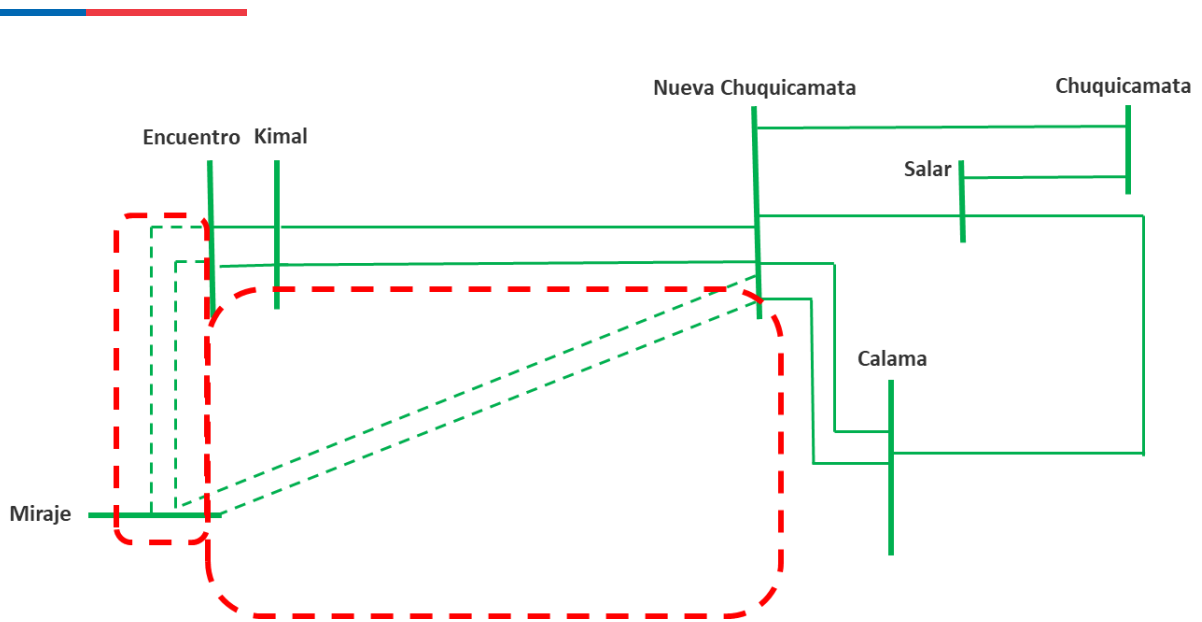 Nueva Chuquicamata
Chuquicamata
Encuentro
Kimal
Salar
Calama
Miraje